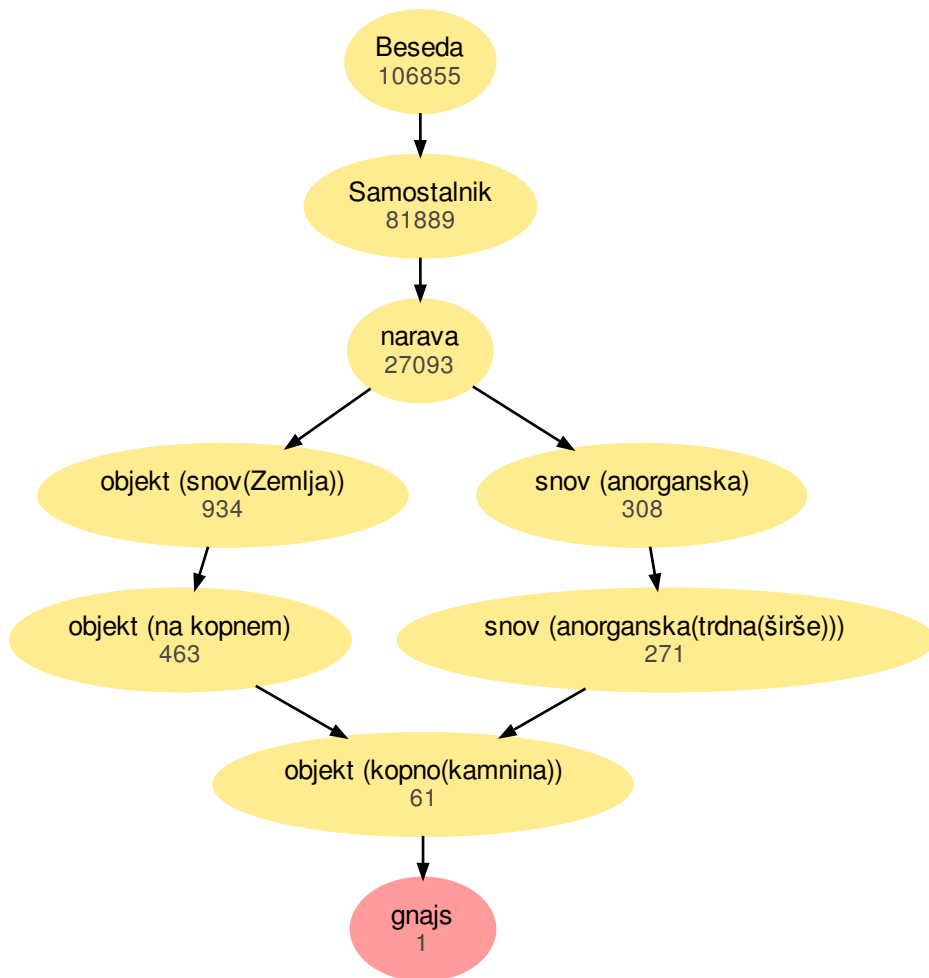 Beseda
106855
Samostalnik
81889
narava
27093
objekt (snov(Zemlja))
934
snov (anorganska)
308
objekt (na kopnem)
463
snov (anorganska(trdna(širše)))
271
objekt (kopno(kamnina))
61
gnajs
1